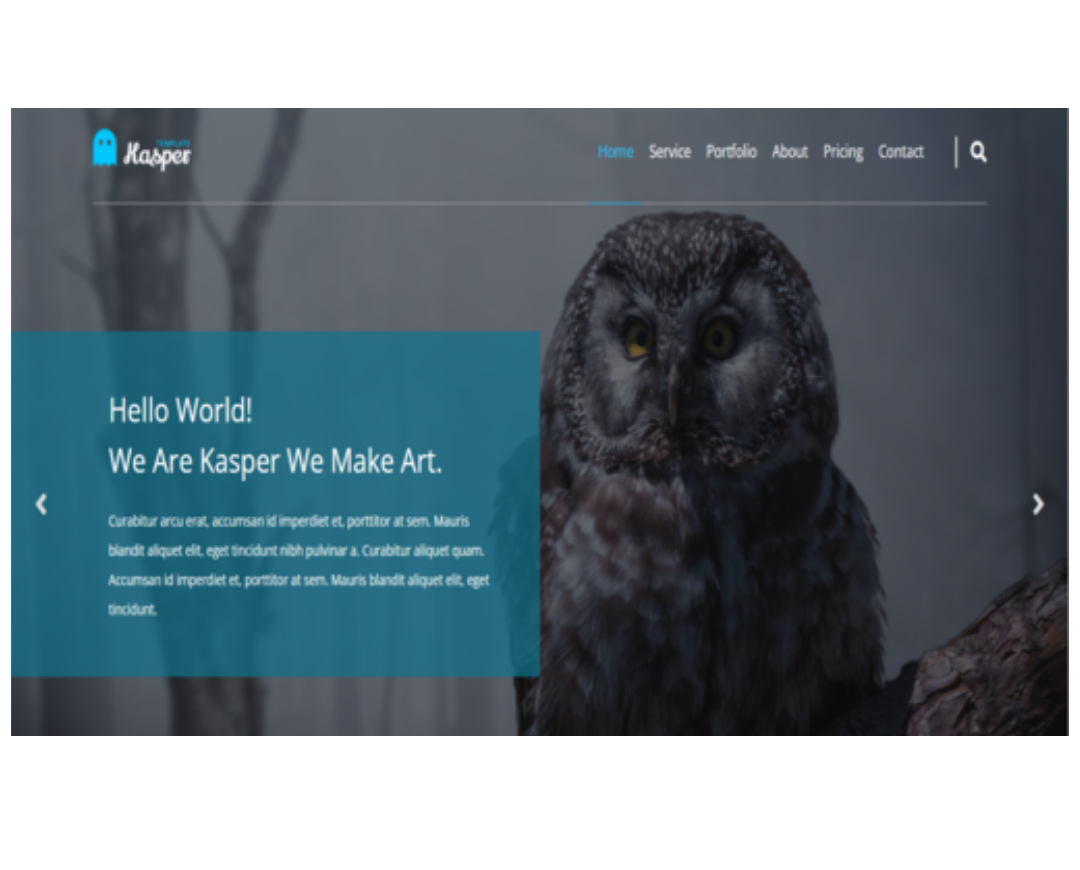 TEMPLATE
Kasper
Home Service Portfolio About Pricing Contact
Hello World!
We Are Kasper We Make Art.
Curabitur arcu erat, accumsan id imperdiet et, porttitor at sem. Mauris
blandit aliquet elit, eget tincidunt nibh pulvinar a. Curabitur aliquet quam.
Accumsan id imperdiet et, porttitor at sem. Mauris blandit aliquet elit, eget
tincidunt.